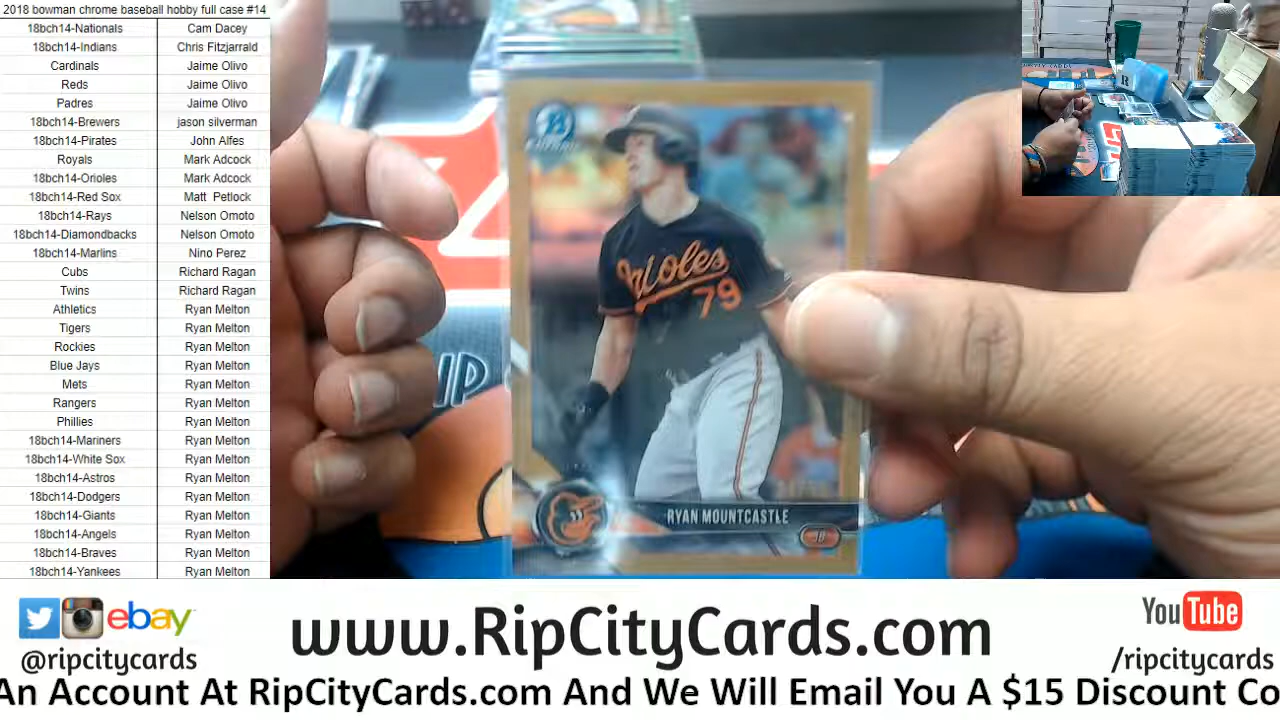 2018 bowman chrome baseball hobby full case #14
18bch14-Nationals Cam Dacey
18bch14-Indians Chris Fitzjarrald
Cardinals Jaime Olivo
Reds Jaime Olivo
Padres Jaime Olivo
18bch14-Brewers jason silverman
18bch14-Pirates John Alfes
Royals Mark Adcock
18bch14-Orioles Mark Adcock
18bch14-Red Sox Matt Petlock
18bch14-Rays Nelson Omoto
18bch14-Diamondbacks Nelson Omoto
18bch14-Marlins Nino Perez
Cubs Richard Ragan
Twins Richard Ragan
Athletics Ryan Melton
Tigers Ryan Melton
Rockies Ryan Melton
Blue Jays Ryan Melton
Mets Ryan Melton
Rangers Ryan Melton
Phillies Ryan Melton
18bch14-Mariners Ryan Melton
18bch14-White Sox Ryan Melton
18bch14-Astros Ryan Melton
18bch14-Dodgers Ryan Melton
18bch14-Giants Ryan Melton
18bch14-Angels Ryan Melton
18bch14-Braves Ryan Melton
18bch14-Yankees Ryan Melton
Orioles
79
RYAN MOUNTCASTLE
ebay
@ripcitycards
www.RipCityCards.com
YouTube
/ripcitycards
An Account At RipCityCards.com And We Will Email You A $15 Discount Co